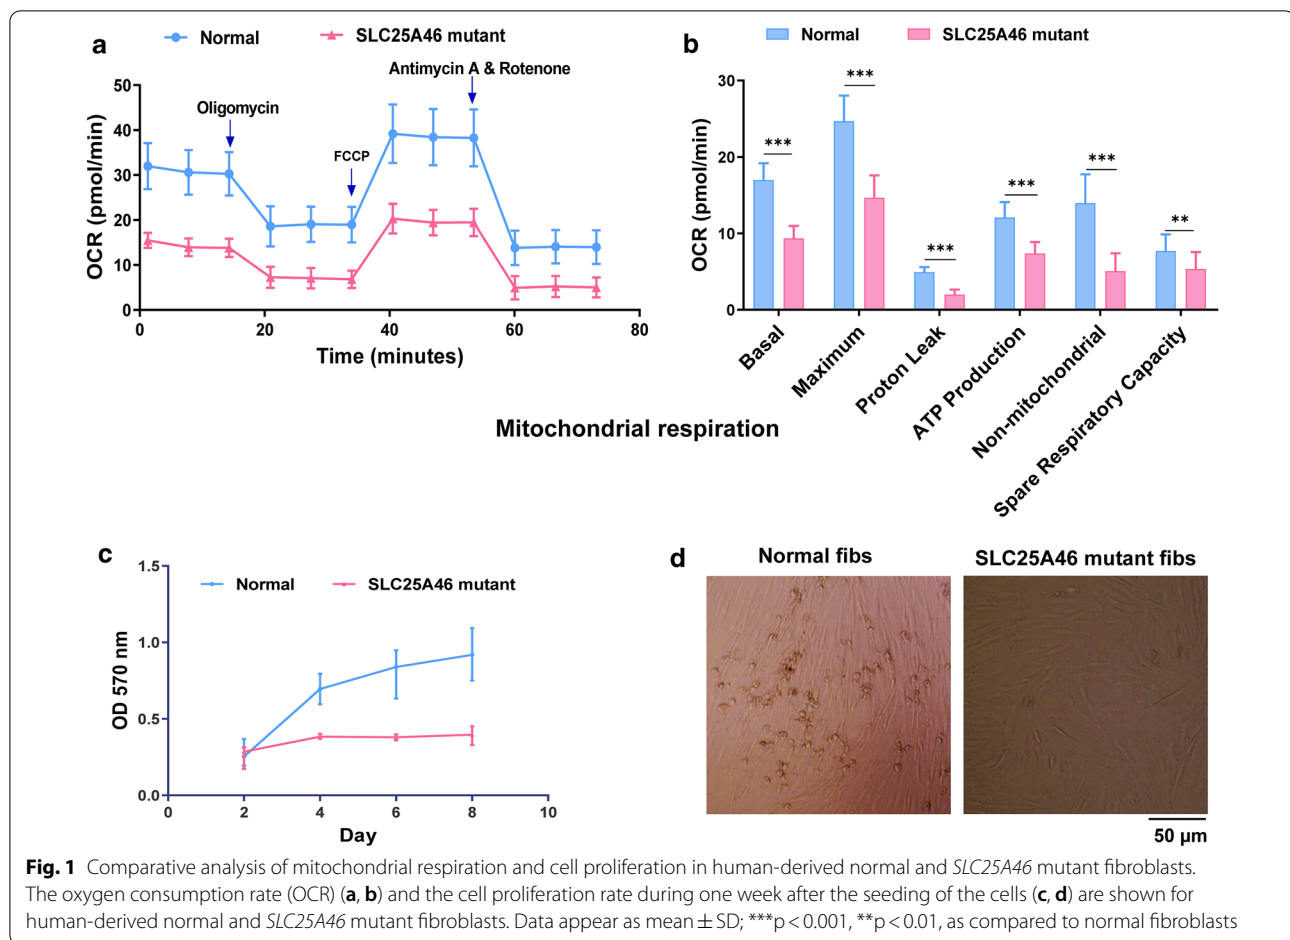 a
Normal
SLC25A46 mutant
Antimycin A & Rotenone
Oligomycin
FCCP
OCR (pmol/min)
50
40
30
20
10
0
0 20 40 60 80
Time (minutes)
b
Normal
SLC25A46 mutant
OCR (pmol/min)
30
20
10
0
***
***
***
***
***
**
Basal
Maximum
Proton Leak
ATP Production
Non-mitochondrial
Spare Respiratory Capacity
Mitochondrial respiration
c
Normal
SLC25A46 mutant
OD 570 nm
1.5
1.0
0.5
0.0
0 2 4 6 8 10
Day
d
Normal fibs
SLC25A46 mutant fibs
50 µm
Fig. 1 Comparative analysis of mitochondrial respiration and cell proliferation in human-derived normal and SLC25A46 mutant fibroblasts.
The oxygen consumption rate (OCR) (a, b) and the cell proliferation rate during one week after the seeding of the cells (c, d) are shown for
human-derived normal and SLC25A46 mutant fibroblasts. Data appear as mean ± SD; ***p < 0.001, **p < 0.01, as compared to normal fibroblasts